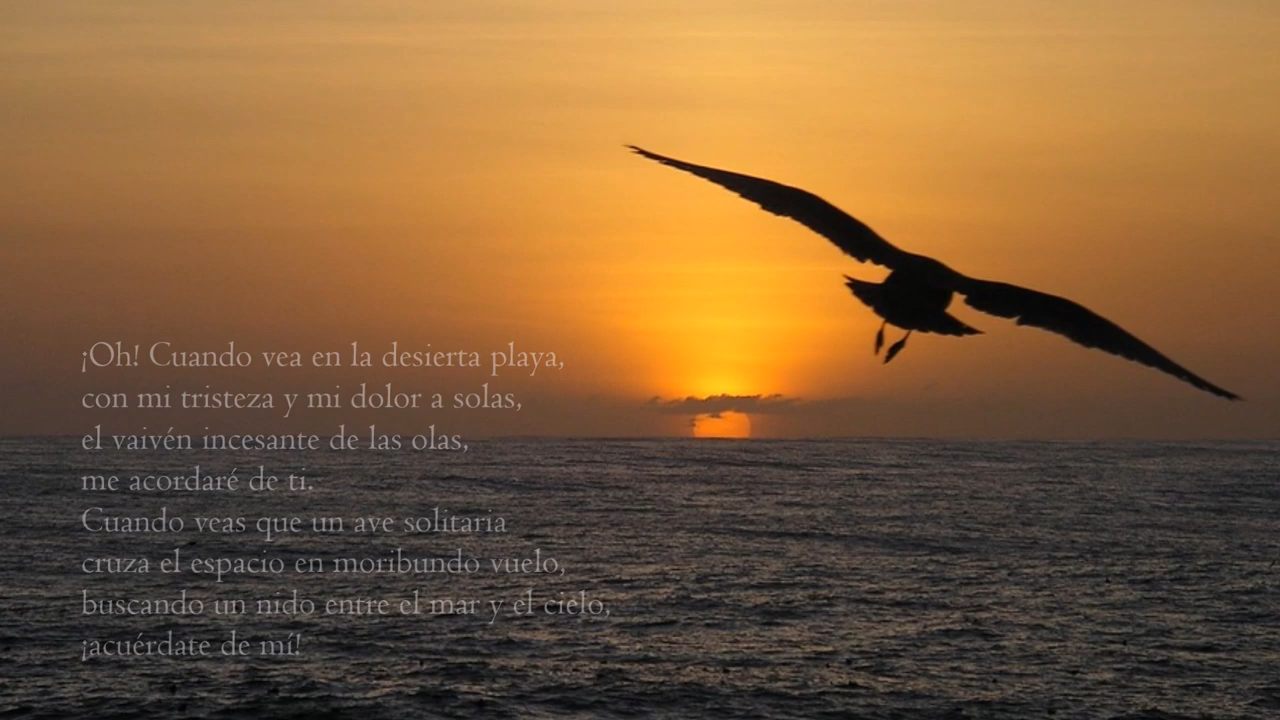 ¡Oh! Cuando vea en la desierta playa,
con mi tristeza y mi dolor a solas,
el vaivén incesante de las olas,
me acordaré de ti.
Cuando veas que un ave solitaria
cruza el espacio en moribundo vuelo,
buscando un nido entre el mar y el cielo,
¡acuérdate de mí!